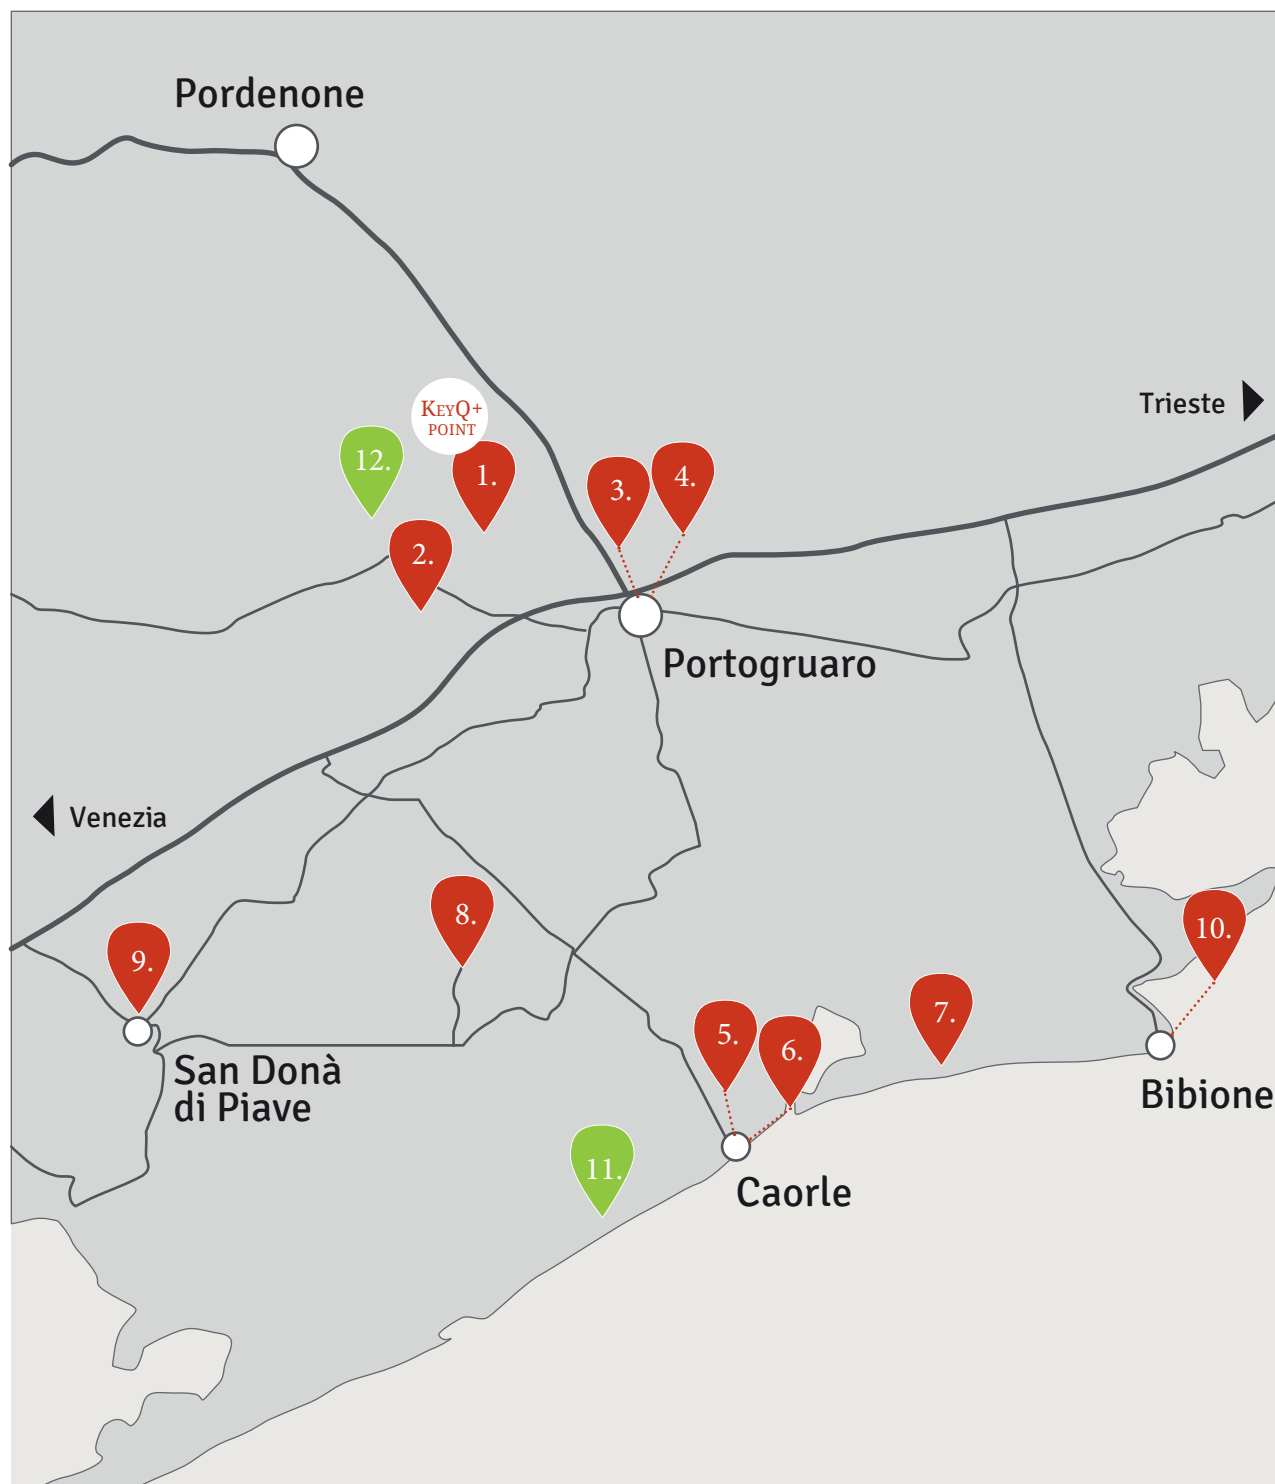 Pordenone
Trieste
KEYQ+
POINT
12.
1.
3.
4.
2.
Portogruaro
Venezia
8.
9.
10.
5.
6.
7.
San Donà
di Piave
Bibione
11.
Caorle